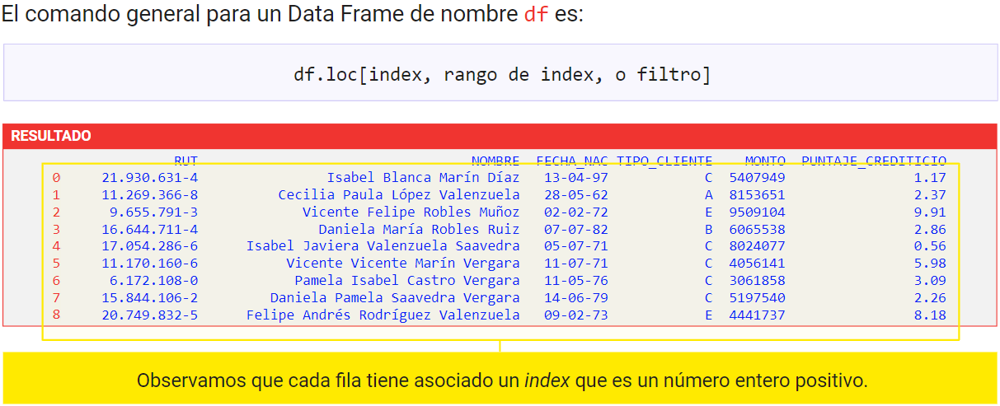 El comando general para un Data Frame de nombre df es:
df.loc[index, rango de index, o filtro]
RESULTADO
RUT NOMBRE FECHA_NAC TIPO_CLIENTE MONTO PUNTAJE_CREDITICIO
0 21.930.631-4 Isabel Blanca Marín Díaz 13-04-97 C 5407949 1.17
1 11.269.366-8 Cecilia Paula López Valenzuela 28-05-62 A 8153651 2.37
2 9.655.791-3 Vicente Felipe Robles Muñoz 02-02-72 E 9509104 9.91
3 16.644.711-4 Daniela María Robles Ruiz 07-07-82 B 6065538 2.86
4 17.054.286-6 Isabel Javiera Valenzuela Saavedra 05-07-71 C 8024077 0.56
5 11.170.160-6 Vicente Vicente Marín Vergara 11-07-71 C 4056141 5.98
6 6.172.108-0 Pamela Isabel Castro Vergara 11-05-76 C 3061858 3.09
7 15.844.106-2 Daniela Pamela Saavedra Vergara 14-06-79 C 5197540 2.26
8 20.749.832-5 Felipe Andrés Rodríguez Valenzuela 09-02-73 E 4441737 8.18
Observamos que cada fila tiene asociado un index que es un número entero positivo.